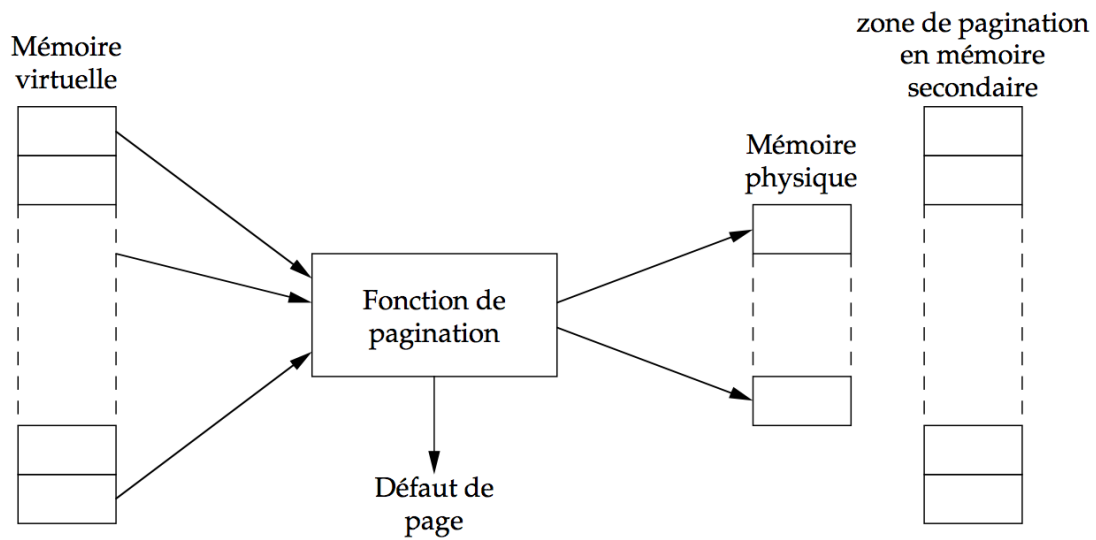 Mémoire
virtuelle
zone de pagination
en mémoire
secondaire
Mémoire
physique
Fonction de
pagination
Défaut de
page